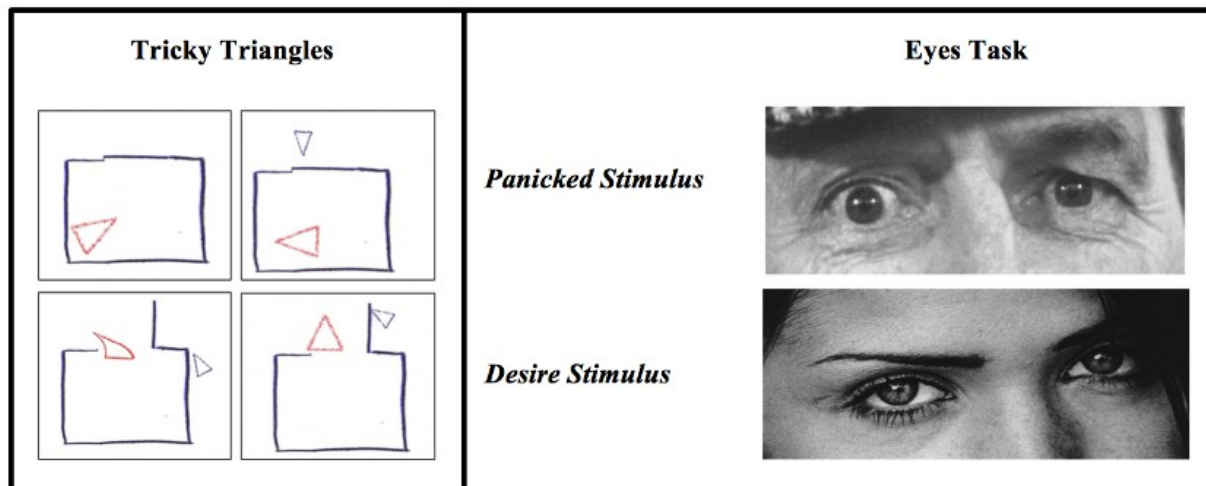 Tricky Triangles
Eyes Task
Panicked Stimulus
Desire Stimulus